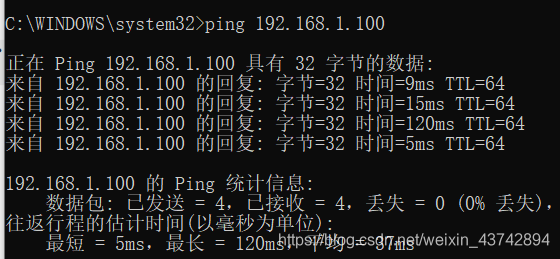 C:\WINDOWS\system32>ping 192.168.1.100
正在 Ping 192.168.1.100 具有 32 字节的数据:
来自 192.168.1.100 的回复: 字节=32 时间=9ms TTL=64
来自 192.168.1.100 的回复: 字节=32 时间=15ms TTL=64
来自 192.168.1.100 的回复: 字节=32 时间=120ms TTL=64
来自 192.168.1.100 的回复: 字节=32 时间=5ms TTL=64
192.168.1.100 的 Ping 统计信息:
数据包: 已发送 = 4，已接收 = 4，丢失 = 0 (0% 丢失)，
往返行程的估计时间(以毫秒为单位):
最短 = 5ms，最长 = 120ms，平均 = 37ms
https://blog.csdn.net/weixin_43742894